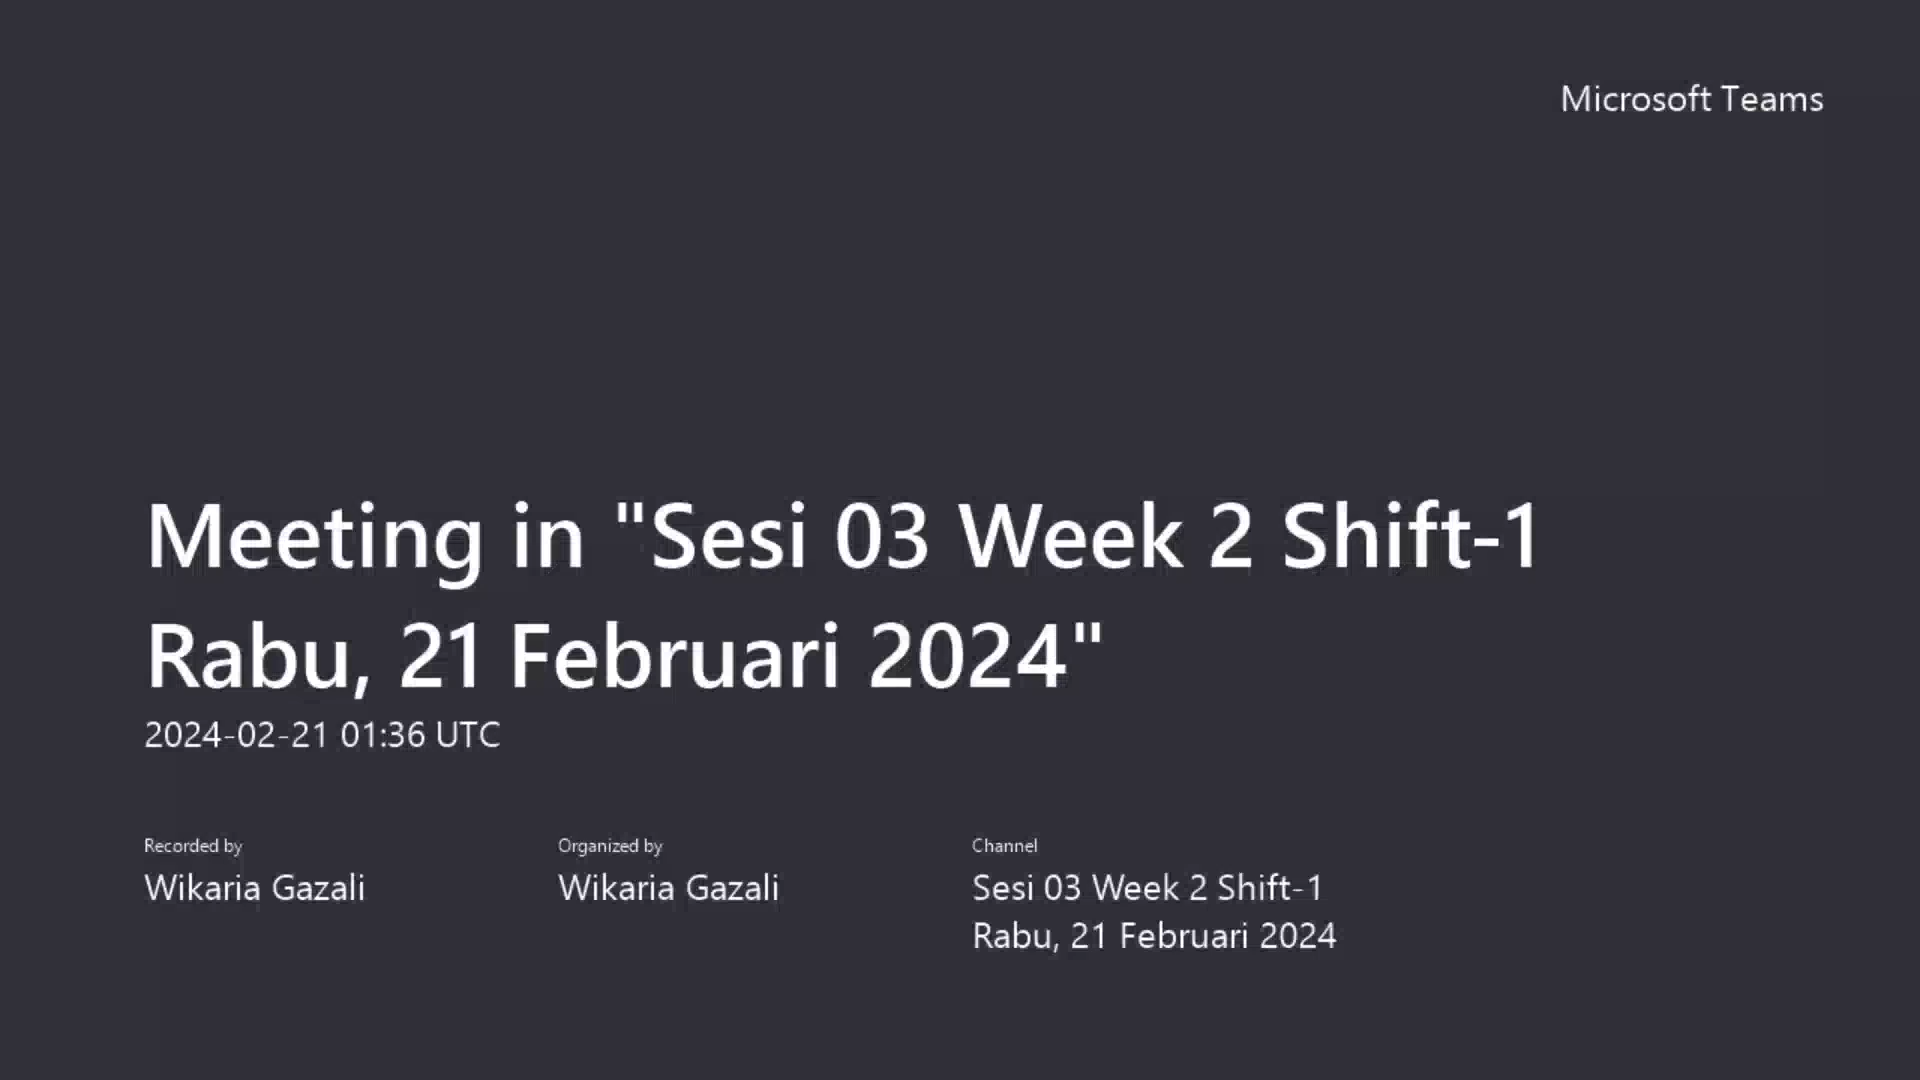 Microsoft Teams
Meeting in "Sesi 03 Week 2 Shift-1
Rabu, 21 Februari 2024"
2024-02-21 01:36 UTC
Recorded by
Wikaria Gazali
Organized by
Wikaria Gazali
Channel
Sesi 03 Week 2 Shift-1
Rabu, 21 Februari 2024